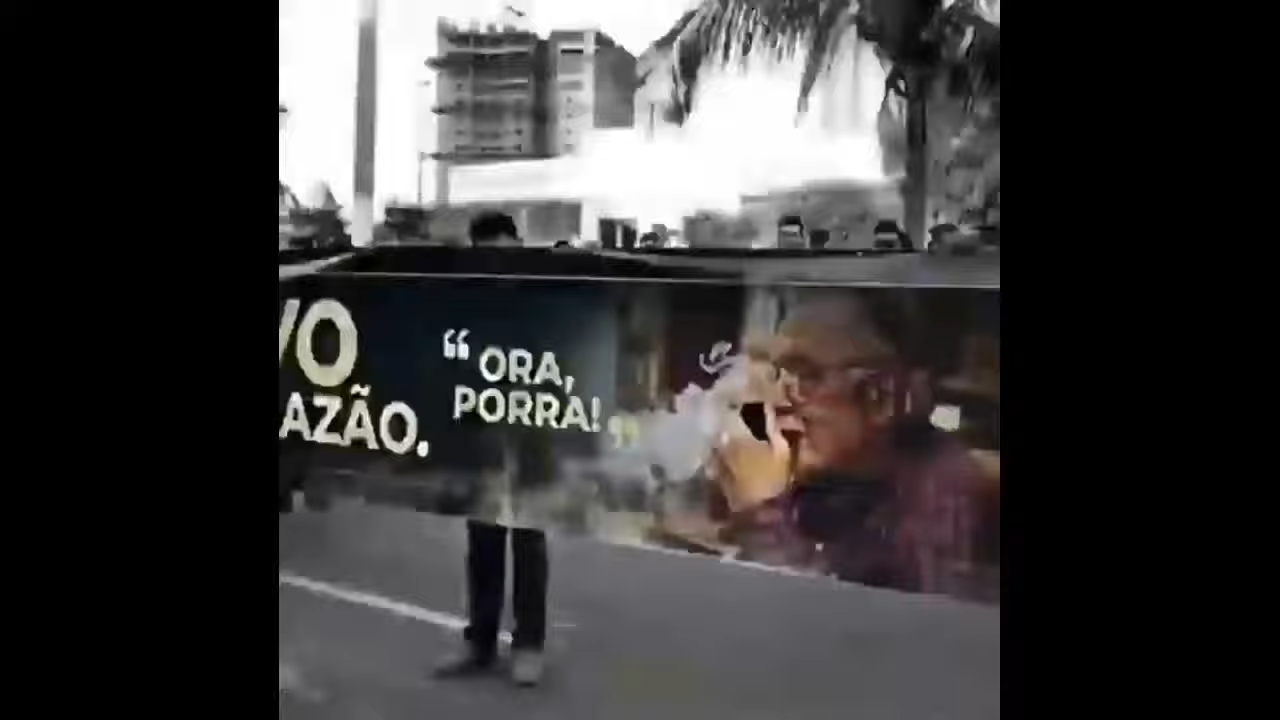 VO
AZÃO.
“ ORA,
PORRA! ”